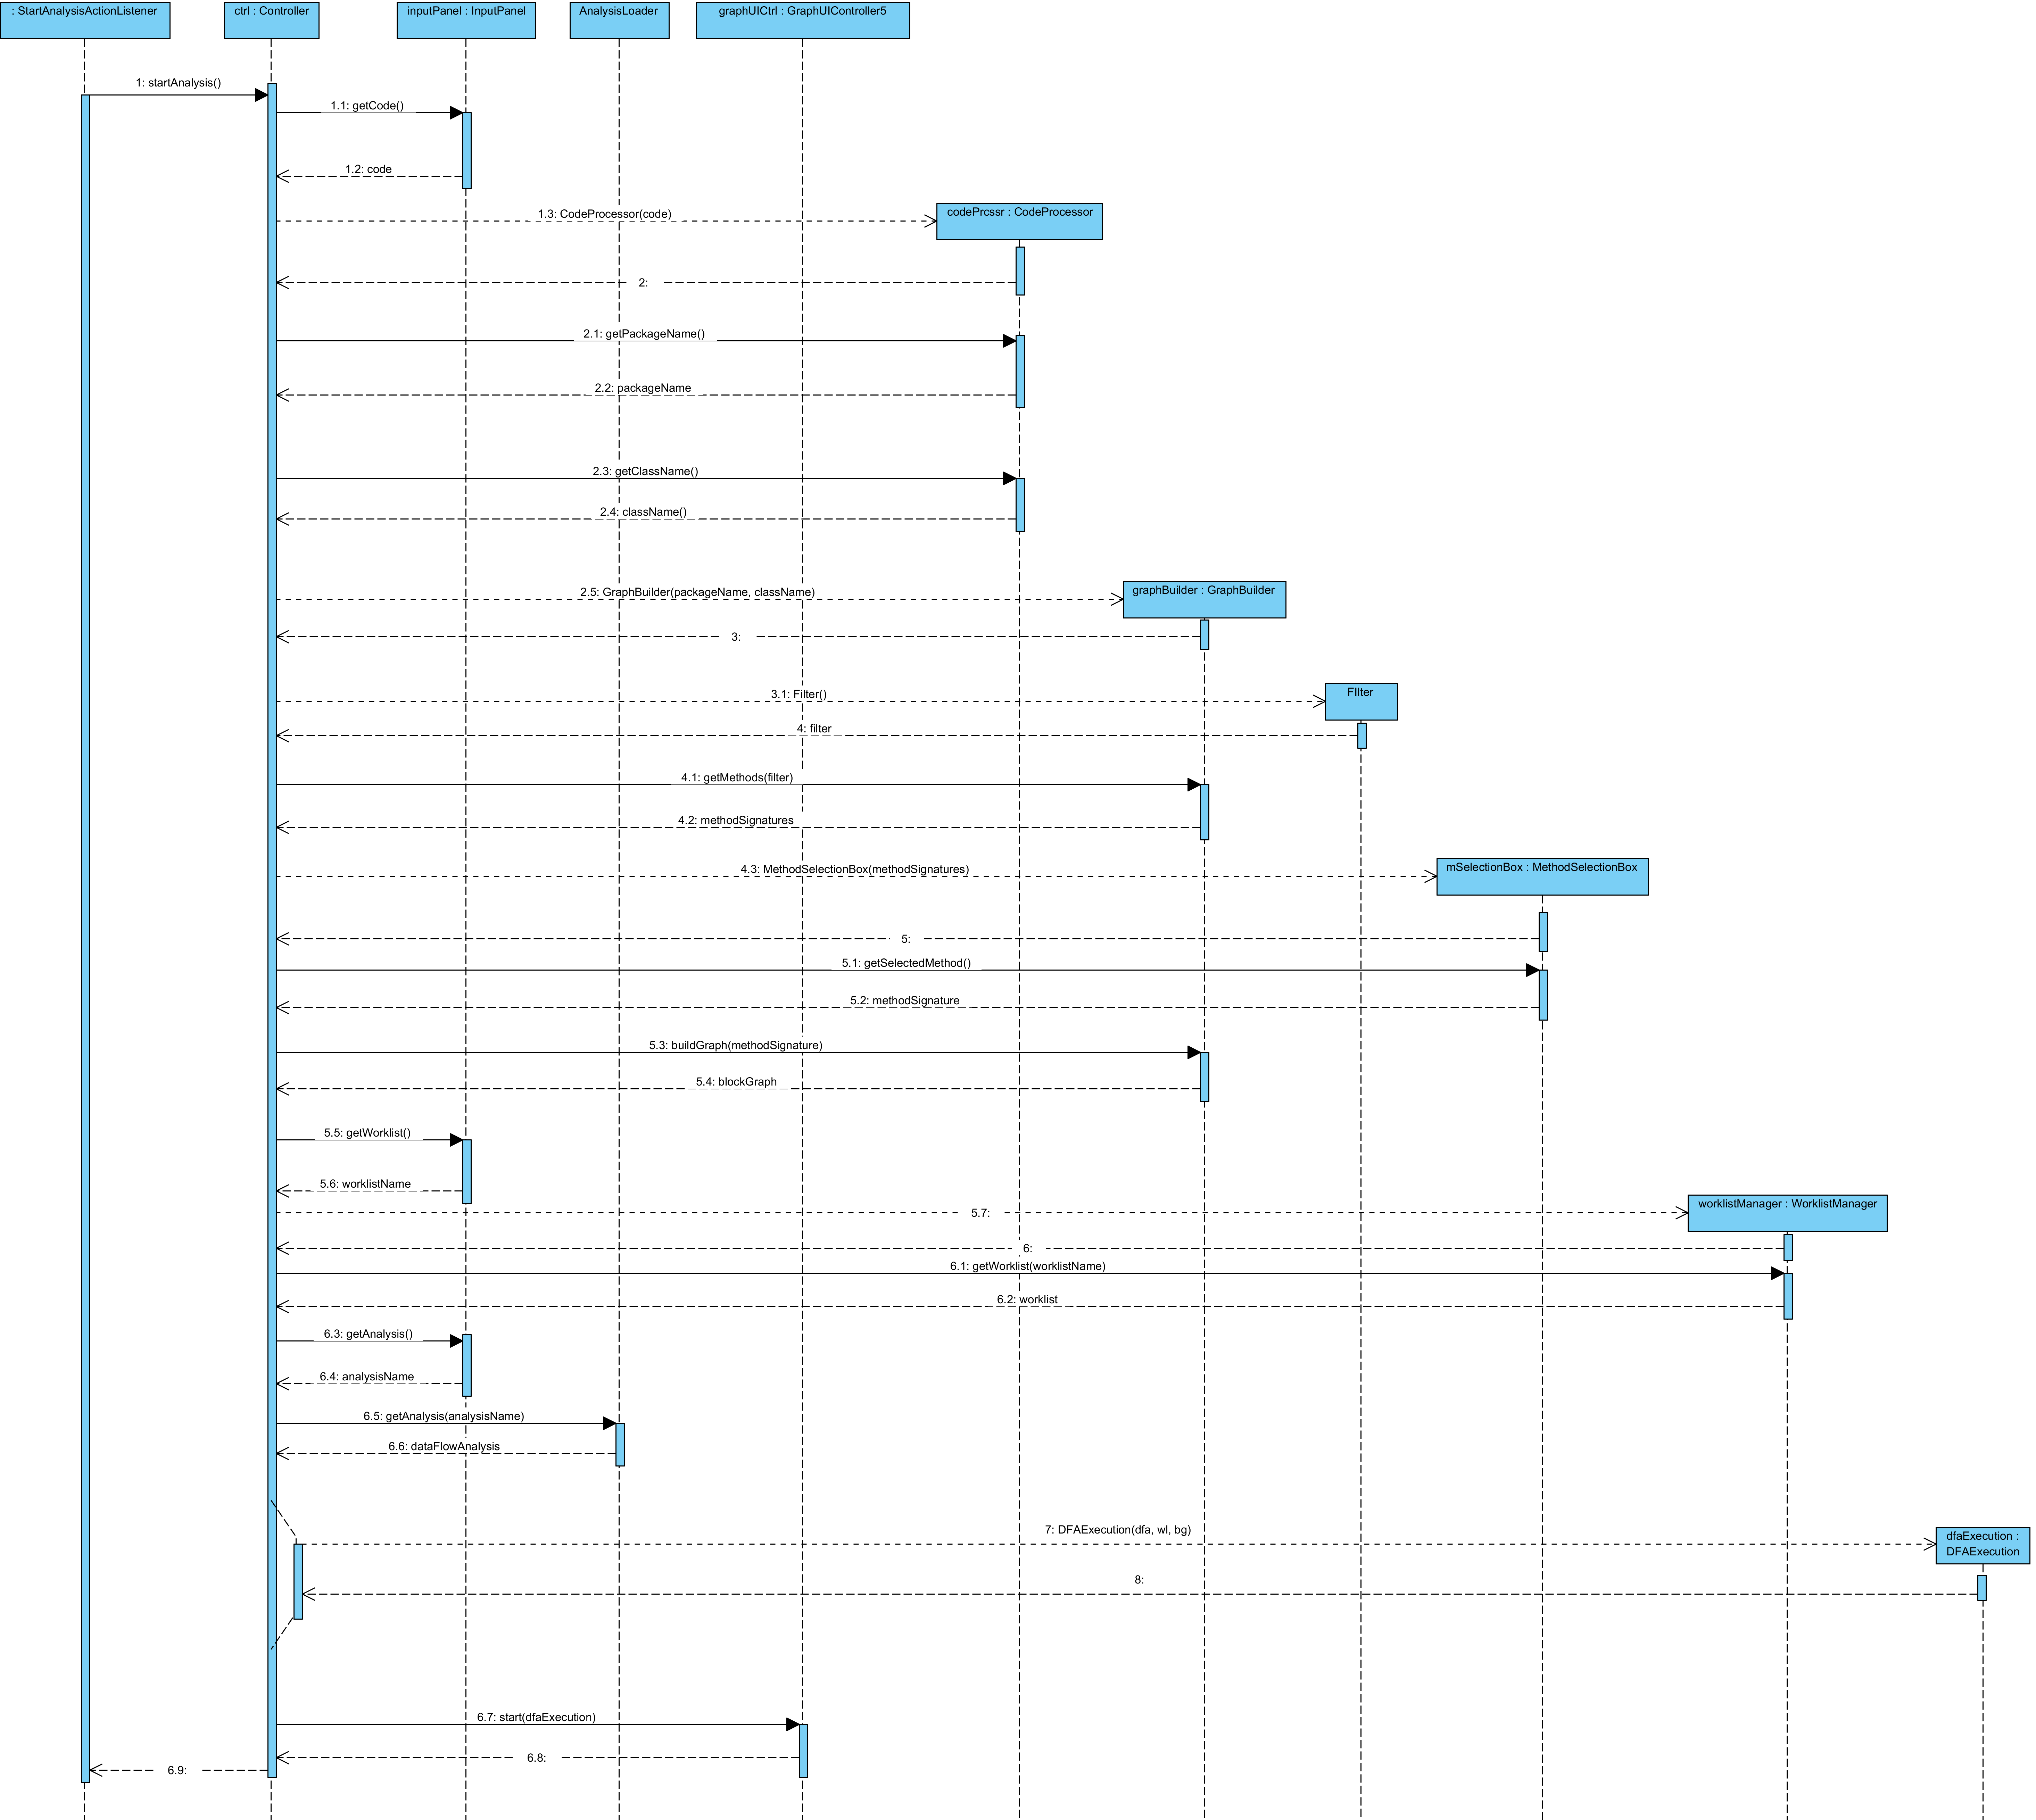 : StartAnalysisActionListener
ctrl : Controller
inputPanel : InputPanel
AnalysisLoader
graphUICtrl : GraphUIController5
1: startAnalysis()
1.1: getCode()
1.2: code
1.3: CodeProcessor(code)
codePrcssr : CodeProcessor
2:
2.1: getPackageName()
2.2: packageName
2.3: getClassName()
2.4: className()
2.5: GraphBuilder(packageName, className)
graphBuilder : GraphBuilder
3:
3.1: Filter()
FIlter
4: filter
4.1: getMethods(filter)
4.2: methodSignatures
4.3: MethodSelectionBox(methodSignatures)
mSelectionBox : MethodSelectionBox
5:
5.1: getSelectedMethod()
5.2: methodSignature
5.3: buildGraph(methodSignature)
5.4: blockGraph
5.5: getWorklist()
5.6: worklistName
5.7:
worklistManager : WorklistManager
6:
6.1: getWorklist(worklistName)
6.2: worklist
6.3: getAnalysis()
6.4: analysisName
6.5: getAnalysis(analysisName)
6.6: dataFlowAnalysis
7: DFAExecution(dfa, wl, bg)
dfaExecution :
DFAExecution
8:
6.7: start(dfaExecution)
6.8:
6.9: